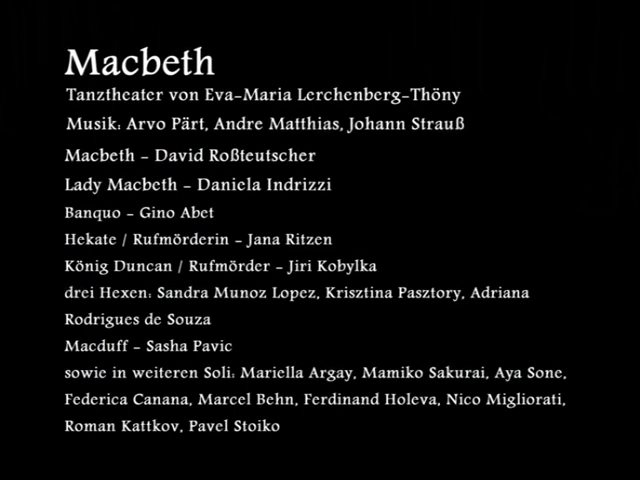 Macbeth
Tanztheater von Eva-Maria Lerchenberg-Thöny
Musik: Arvo Pärt, Andre Matthias, Johann Strauß
Macbeth - David Roßteutscher
Lady Macbeth - Daniela Indrizzi
Banquo - Gino Abet
Hekate / Rufmörderin - Jana Ritzen
König Duncan / Rufmörder - Jiri Kobylka
drei Hexen: Sandra Munoz Lopez, Krisztina Pasztory, Adriana
Rodrigues de Souza
Macduff - Sasha Pavic
sowie in weiteren Soli: Mariella Argay, Mamiko Sakurai, Aya Sone,
Federica Canana, Marcel Behn, Ferdinand Holeva, Nico Migliorati,
Roman Kattkov, Pavel Stoiko